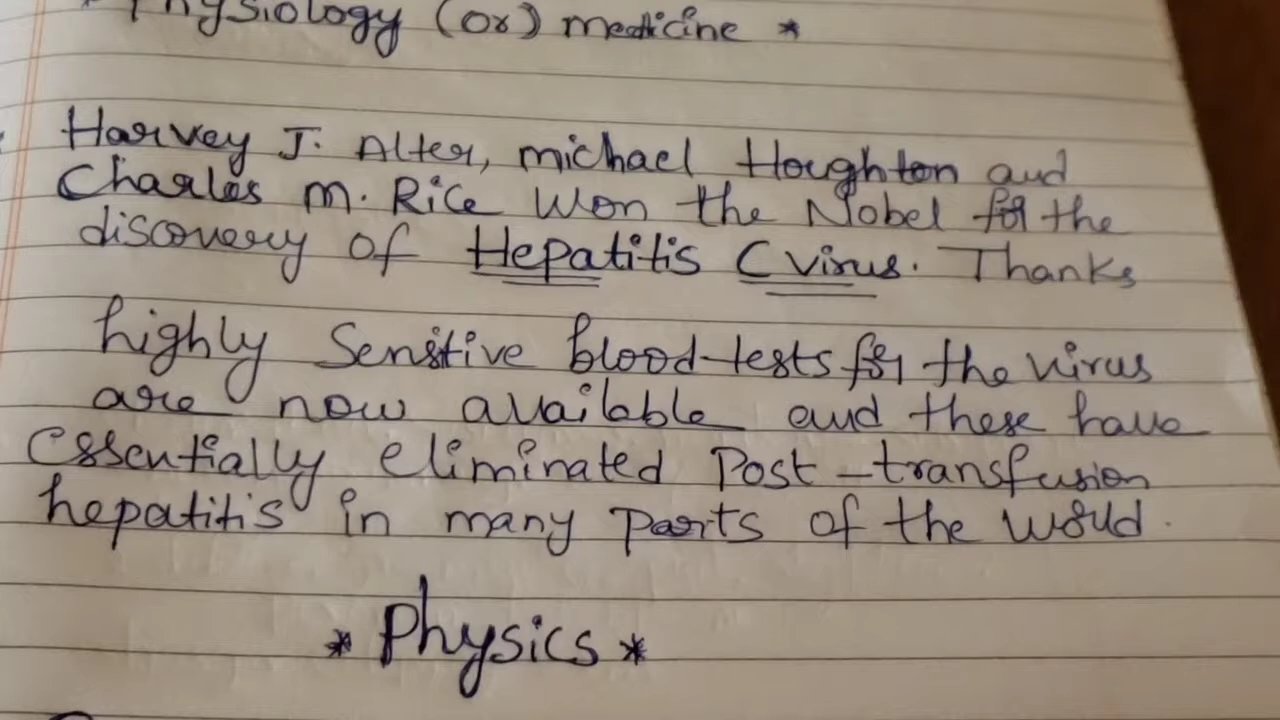 * Physiology (or) medicine *
Harvey J. Alter, michael Houghton and
Charles M. Rice Won the Nobel for the
discovery of Hepatitis C virus. Thanks
highly Sensitive blood-tests for the virus
are now available and these have
essentially eliminated Post-transfusion
hepatitis in many parts of the world.
* Physics *